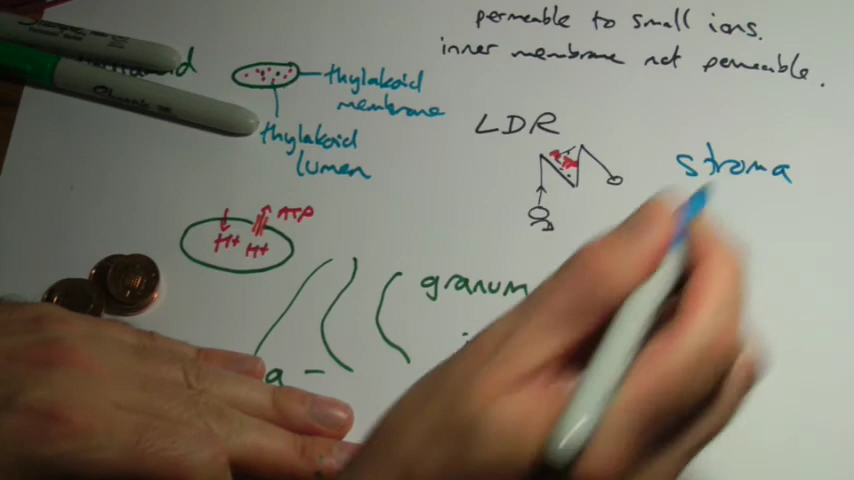 permeable to small ions.
inner membrane not permeable.
thylakoid
membrane
thylakoid
lumen
LDR
stroma
ATP
H+ H+
granum
a -